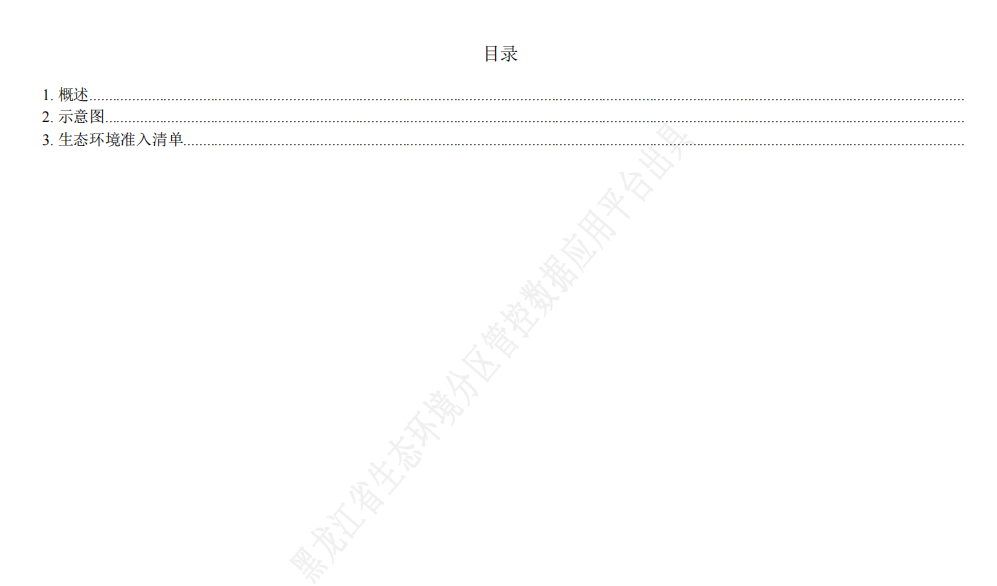 目录
1. 概述
2. 示意图
3. 生态环境准入清单
黑龙江省生态环境分区管控数据应用平台出具